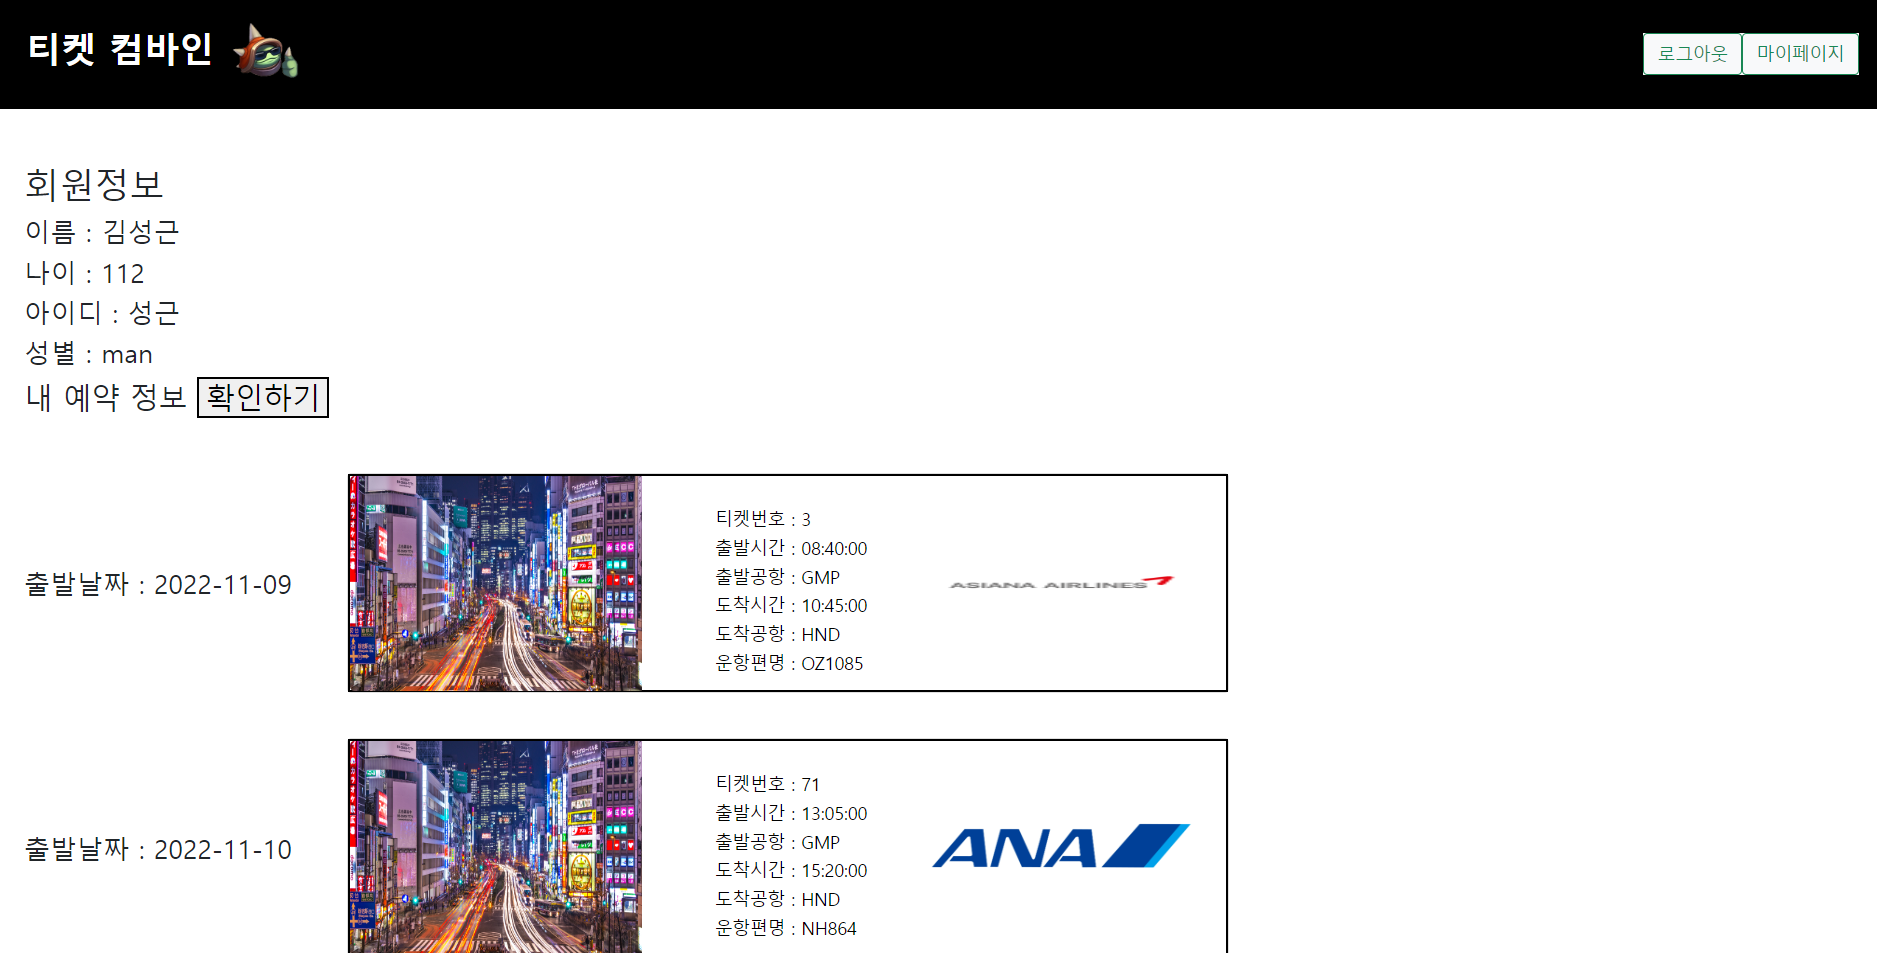 티켓 컴바인
로그아웃
마이페이지
회원정보
이름 : 김성근
나이 : 112
아이디 : 성근
성별 : man
내 예약 정보 확인하기
출발날짜 : 2022-11-09
티켓번호 : 3
출발시간 : 08:40:00
출발공항 : GMP
도착시간 : 10:45:00
도착공항 : HND
운항편명 : OZ1085
ASIANA AIRLINES
출발날짜 : 2022-11-10
티켓번호 : 71
출발시간 : 13:05:00
출발공항 : GMP
도착시간 : 15:20:00
도착공항 : HND
운항편명 : NH864
ANA